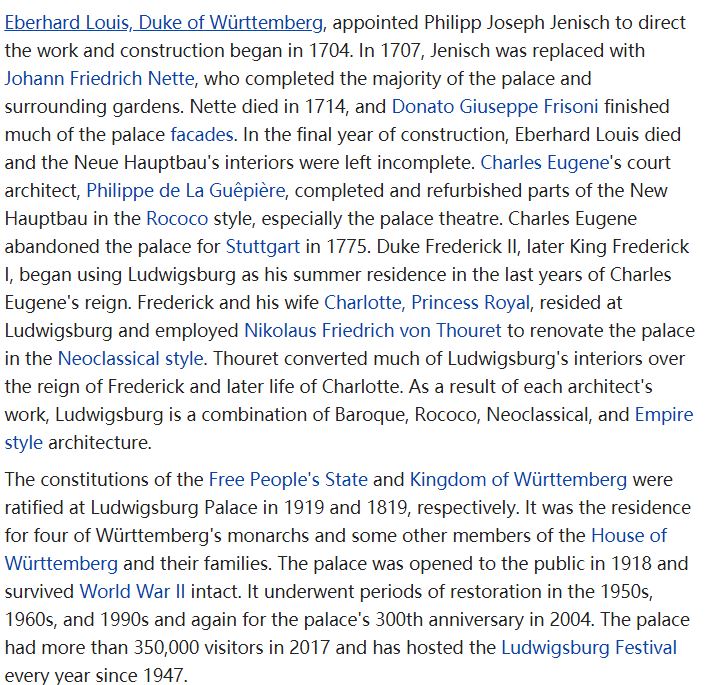 Eberhard Louis, Duke of Württemberg, appointed Philipp Joseph Jenisch to direct
the work and construction began in 1704. In 1707, Jenisch was replaced with
Johann Friedrich Nette, who completed the majority of the palace and
surrounding gardens. Nette died in 1714, and Donato Giuseppe Frisoni finished
much of the palace facades. In the final year of construction, Eberhard Louis died
and the Neue Hauptbau's interiors were left incomplete. Charles Eugene's court
architect, Philippe de La Guêpière, completed and refurbished parts of the New
Hauptbau in the Rococo style, especially the palace theatre. Charles Eugene
abandoned the palace for Stuttgart in 1775. Duke Frederick II, later King Frederick
I, began using Ludwigsburg as his summer residence in the last years of Charles
Eugene's reign. Frederick and his wife Charlotte, Princess Royal, resided at
Ludwigsburg and employed Nikolaus Friedrich von Thouret to renovate the palace
in the Neoclassical style. Thouret converted much of Ludwigsburg's interiors over
the reign of Frederick and later life of Charlotte. As a result of each architect's
work, Ludwigsburg is a combination of Baroque, Rococo, Neoclassical, and Empire
style architecture.
The constitutions of the Free People's State and Kingdom of Württemberg were
ratified at Ludwigsburg Palace in 1919 and 1819, respectively. It was the residence
for four of Württemberg's monarchs and some other members of the House of
Württemberg and their families. The palace was opened to the public in 1918 and
survived World War II intact. It underwent periods of restoration in the 1950s,
1960s, and 1990s and again for the palace's 300th anniversary in 2004. The palace
had more than 350,000 visitors in 2017 and has hosted the Ludwigsburg Festival
every year since 1947.